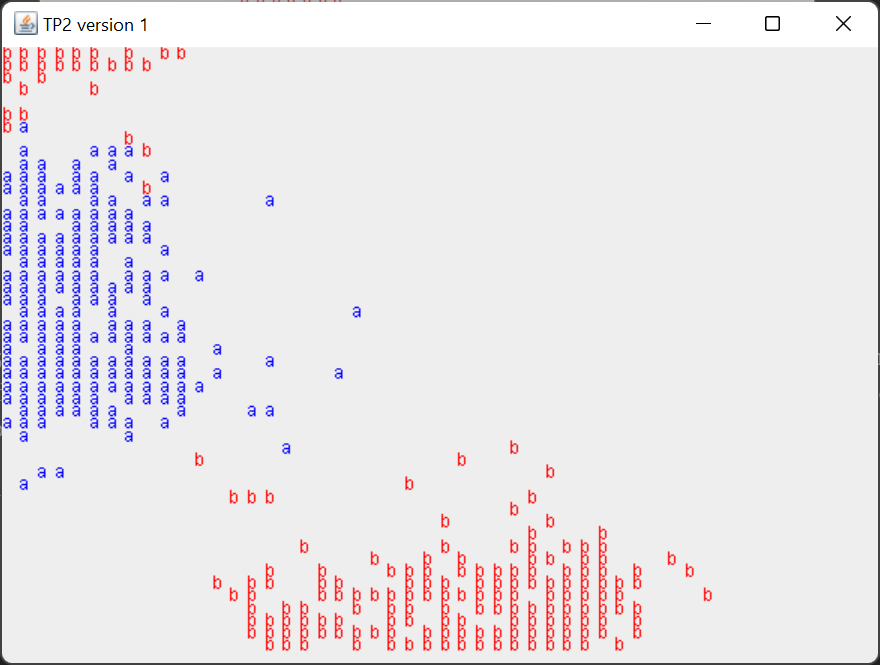 TP2 version 1
b b b b b b b b b
b b b b b b b b b
b b
b b
b b
b a
b
a a a a b
a a a a
a a a a a a a
a a a a a a b
a a a a a a a a
a a a a a a a a
a a a a a a a a
a a a a a a a a a
a a a a a a a
a a a a a a
a a a a a a a a a a
a a a a a a a a a
a a a a a a a a
a a a a a a a
a a a a a a a a a
a a a a a a a a a a a
a a a a a a a a
a a a a a a a a a a a a
a a a a a a a a a a a a
a a a a a a a a a a a a
a a a a a a a a a a a
a a a a a a a a a a
a a a a a a a
a a
a b
b b
a a b
a b
b b b b
b
b b
b b
b b b b b b b
b b b b b b b b
b b b b b b b b b b b b b b b
b b b b b b b b b b b b b b b b b
b b b b b b b b b b b b b b b b b b
b b b b b b b b b b b b b b b b
b b b b b b b b b b b b b b b b b
b b b b b b b b b b b b b b b b b b b
b b b b b b b b b b b b b b